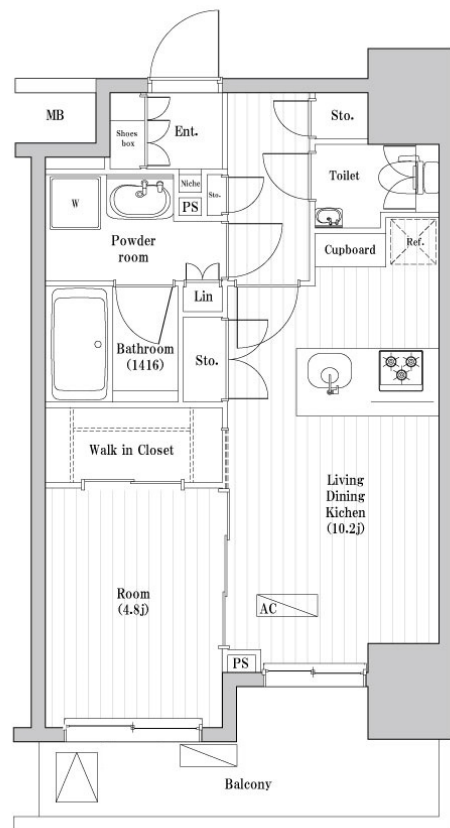 MB
Shoes
box
Ent.
Sto.
Toilet
W
Niche
PS
Sto.
Powder
room
Cupboard
Ref.
Lin
Bathroom
(1416)
Sto.
Walk in Closet
Living
Dining
Kichen
(10.2j)
Room
(4.8j)
AC
PS
Balcony